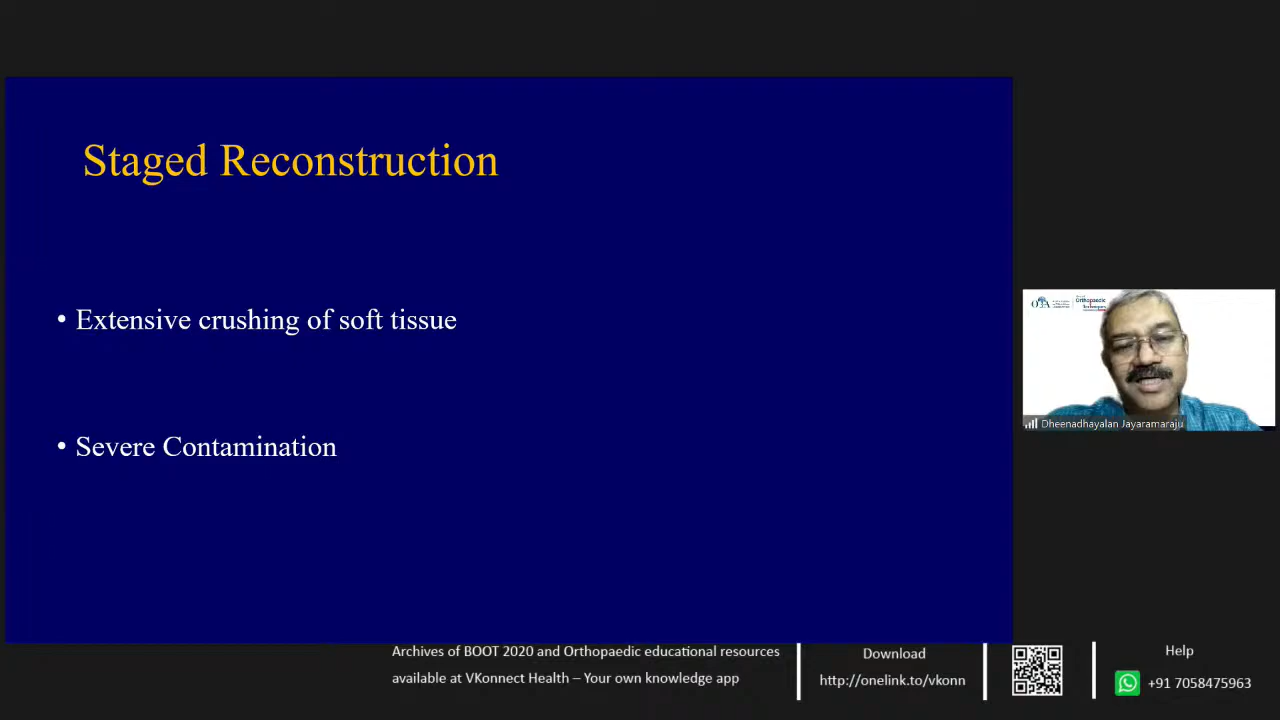 Staged Reconstruction
• Extensive crushing of soft tissue
• Severe Contamination
Orthopaedic
Dheenadhayalan Jayaramaraju
Archives of BOOT 2020 and Orthopaedic educational resources
available at VKonnect Health – Your own knowledge app
Download
http://onelink.to/vkonn
Help
+91 7058475963